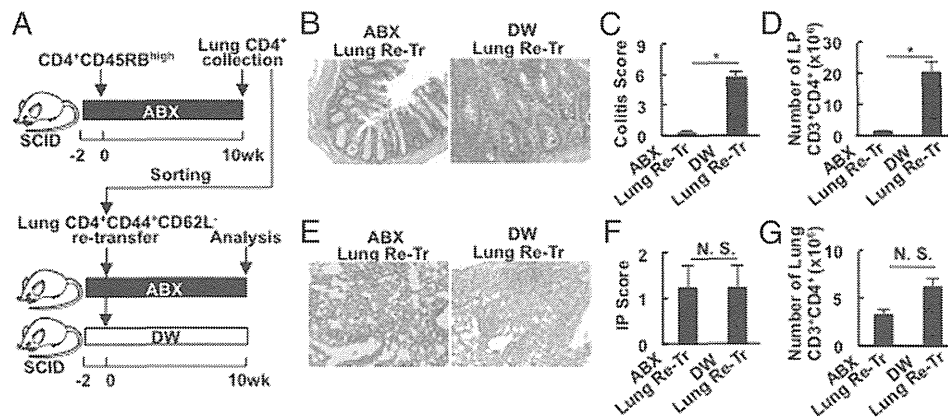 A
CD4⁺CD45RBʰⁱᵍʰ
Lung CD4⁺
collection
ABX
SCID
-2 0 10wk
Sorting
Lung CD4⁺CD44⁺CD62L⁻
re-transfer
Analysis
ABX
DW
SCID
-2 0 10wk
B
ABX
Lung Re-Tr
DW
Lung Re-Tr
C
Colitis Score
9
6
3
0
*
ABX
Lung Re-Tr
DW
Lung Re-Tr
D
Number of LP
CD3⁺CD4⁺ (x10⁶)
30
20
10
0
*
ABX
Lung Re-Tr
DW
Lung Re-Tr
E
ABX
Lung Re-Tr
DW
Lung Re-Tr
F
IP Score
2
1
0
N. S.
ABX
Lung Re-Tr
DW
Lung Re-Tr
G
Number of Lung
CD3⁺CD4⁺ (x10⁶)
10
5
0
N. S.
ABX
Lung Re-Tr
DW
Lung Re-Tr